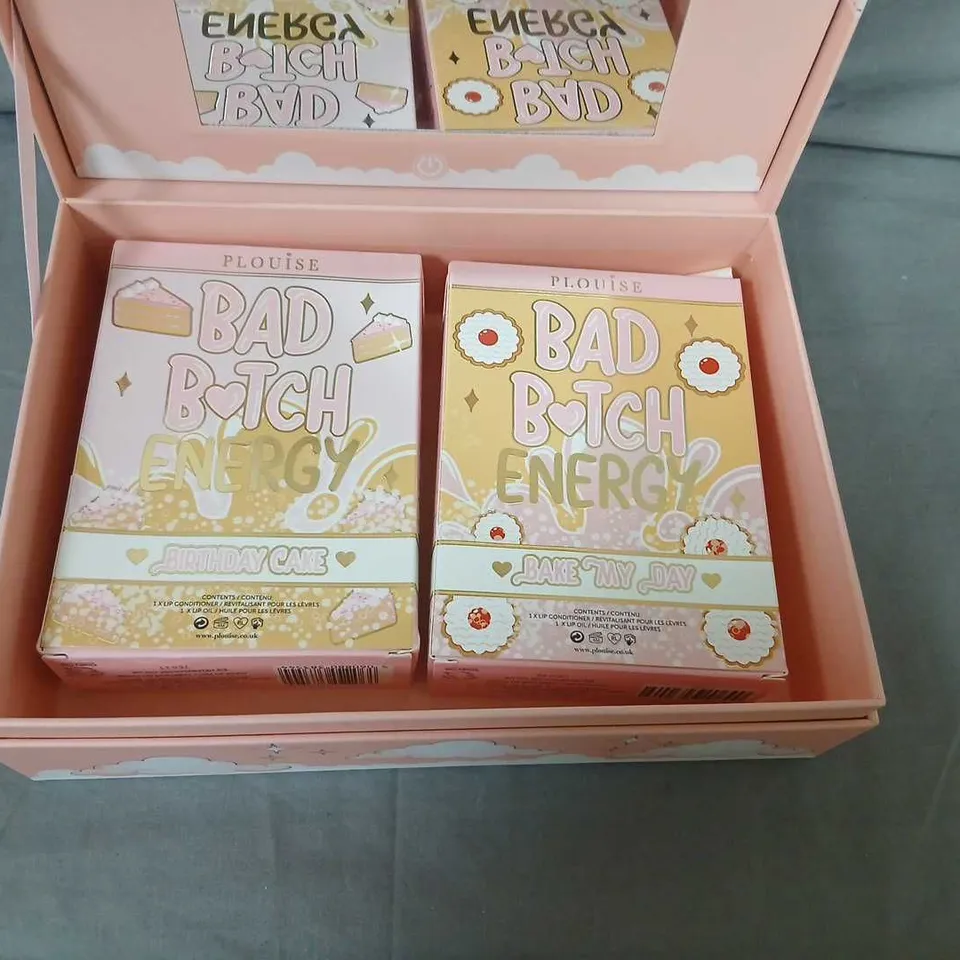 ENERGY
B♡TCH
BAD
ENERGY
B♡TCH
BAD
PLOUiSE
BAD
B♡TCH
ENERGY
BIRTHDAY CAKE
CONTENTS / CONTENU
1 X LIP CONDITIONER / REVITALISANT POUR LES LÈVRES
1 X LIP OIL / HUILE POUR LES LÈVRES
www.plouise.co.uk
PLOUiSE
BAD
B♡TCH
ENERGY
BAKE MY DAY
CONTENTS / CONTENU
1 X LIP CONDITIONER / REVITALISANT POUR LES LÈVRES
1 X LIP OIL / HUILE POUR LES LÈVRES
www.plouise.co.uk